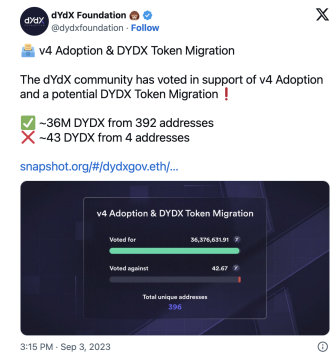 dYdX
dYdX Foundation 🦔 
@dydxfoundation · Follow
🗳️ v4 Adoption & DYDX Token Migration
The dYdX community has voted in support of v4 Adoption
and a potential DYDX Token Migration❗
✅ ~36M DYDX from 392 addresses
❌ ~43 DYDX from 4 addresses
snapshot.org/#/dydxgov.eth/...
v4 Adoption & DYDX Token Migration
Voted for 36,376,631.91
Voted against 42.67
Total unique addresses
396
3:15 PM · Sep 3, 2023